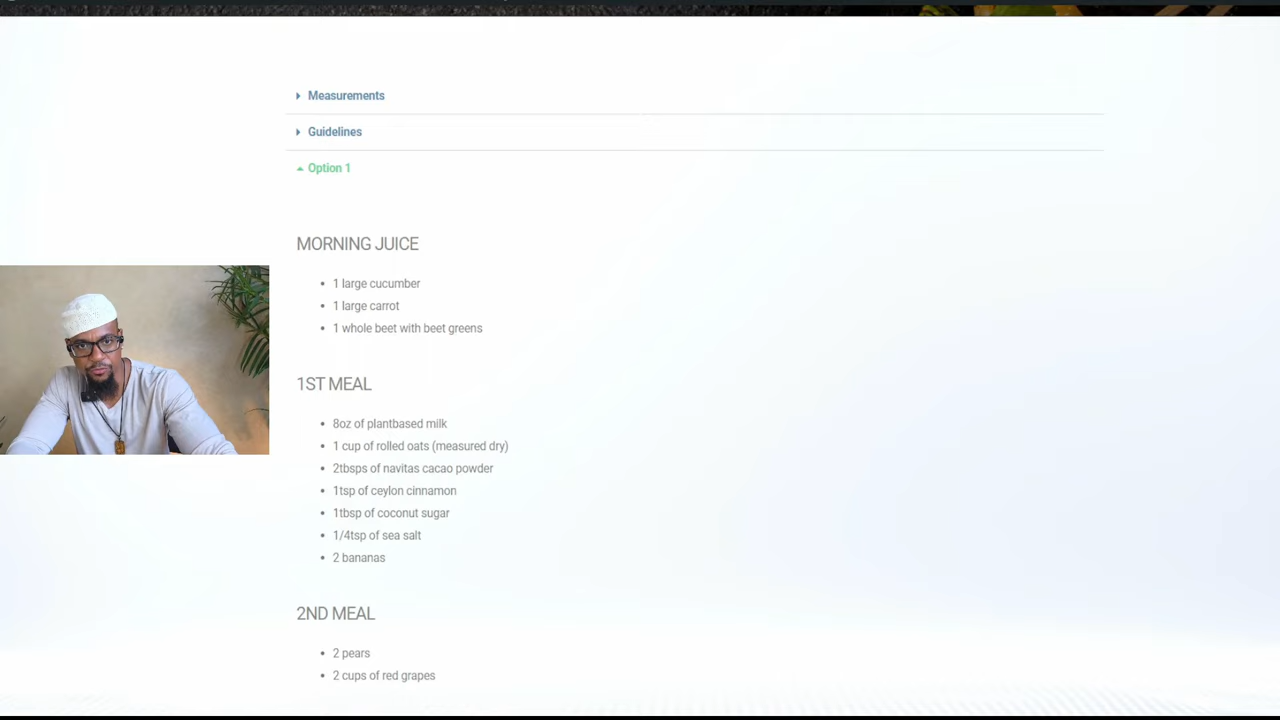 Measurements
Guidelines
Option 1
MORNING JUICE
1 large cucumber
1 large carrot
1 whole beet with beet greens
1ST MEAL
8oz of plantbased milk
1 cup of rolled oats (measured dry)
2tbsps of navitas cacao powder
1tsp of ceylon cinnamon
1tbsp of coconut sugar
1/4tsp of sea salt
2 bananas
2ND MEAL
2 pears
2 cups of red grapes